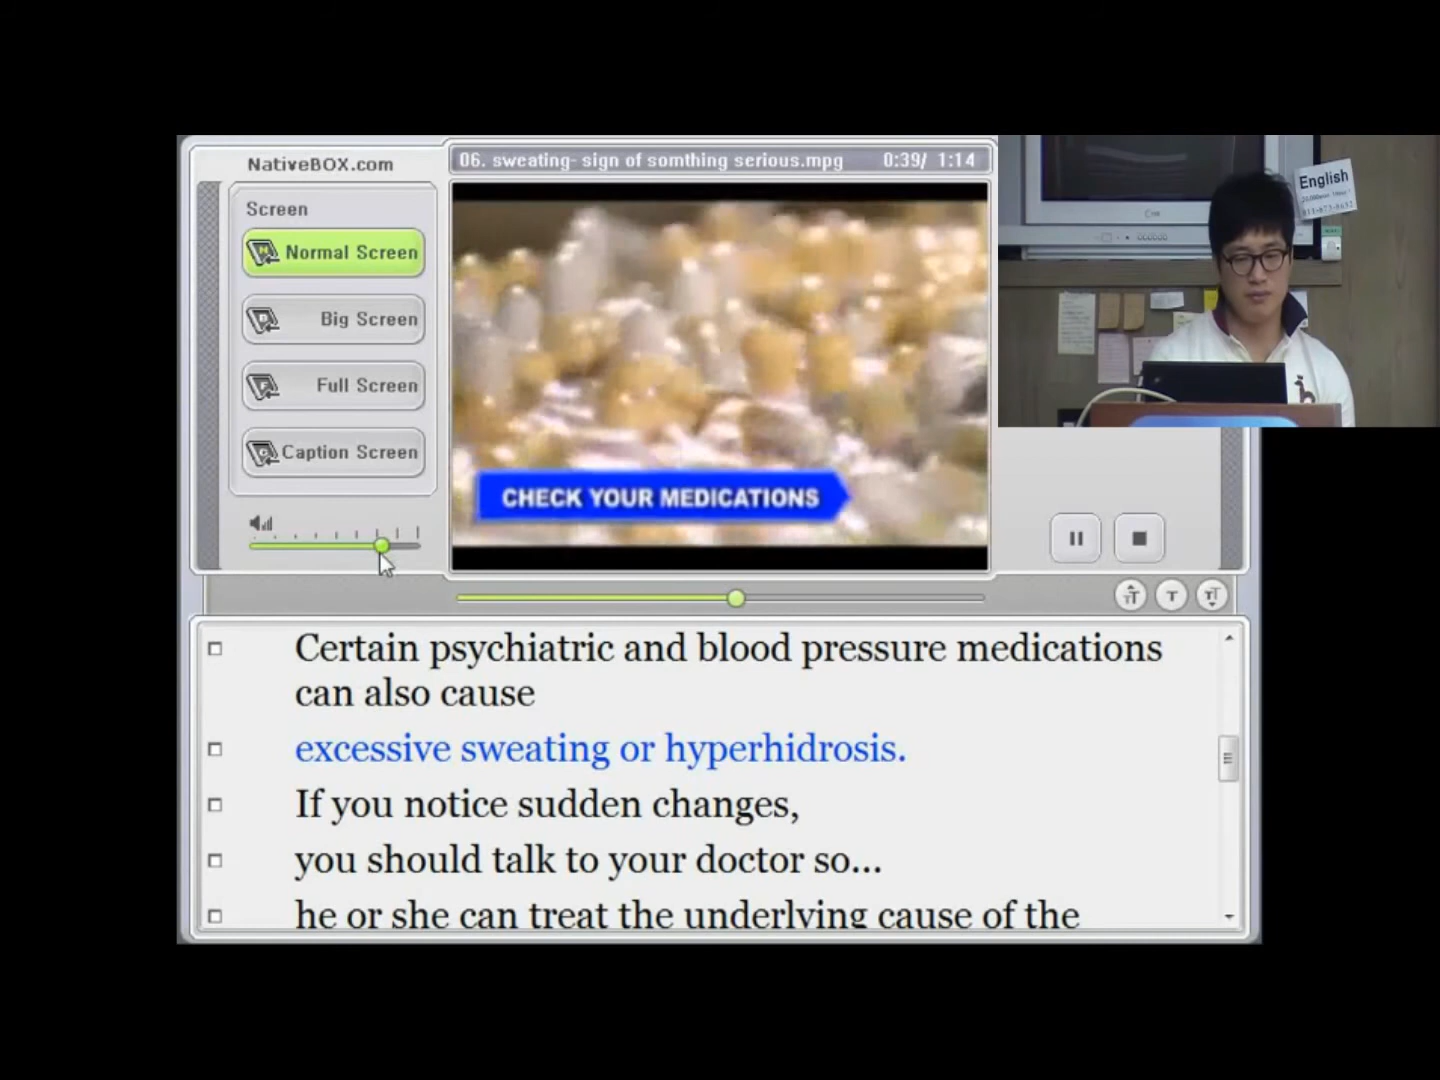 NativeBOX.com
06. sweating- sign of somthing serious.mpg 0:39/ 1:14
Screen
Normal Screen
Big Screen
Full Screen
Caption Screen
CHECK YOUR MEDICATIONS
English
Certain psychiatric and blood pressure medications
can also cause
excessive sweating or hyperhidrosis.
If you notice sudden changes,
you should talk to your doctor so...
he or she can treat the underlying cause of the